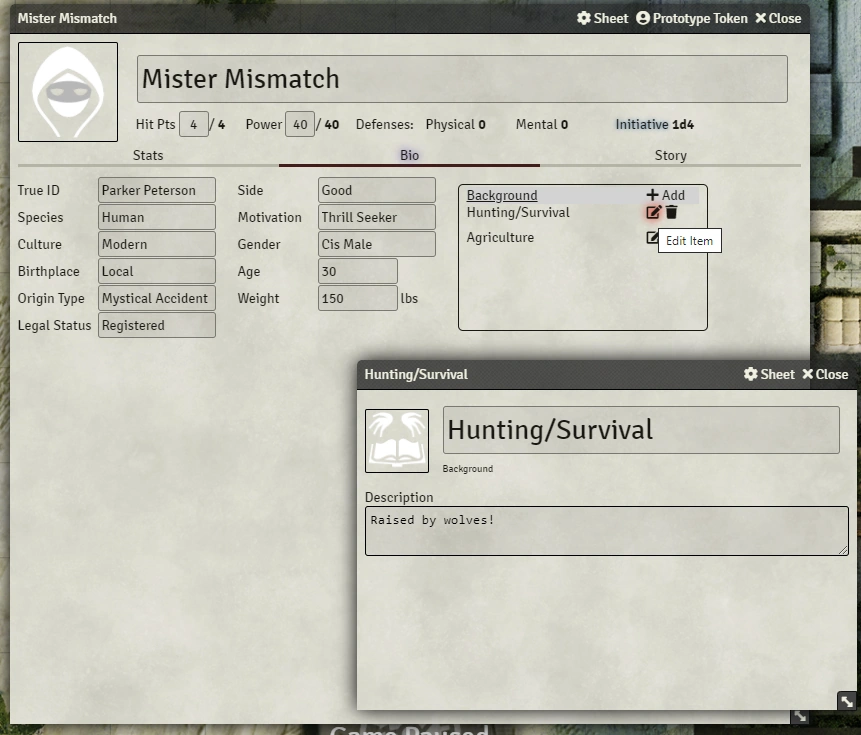 Mister Mismatch Sheet Prototype Token Close
Mister Mismatch
Hit Pts 4 / 4 Power 40 / 40 Defenses: Physical 0 Mental 0 Initiative 1d4
Stats Bio Story
True ID Parker Peterson Side Good Background Add
Species Human Motivation Thrill Seeker Hunting/Survival
Culture Modern Gender Cis Male Agriculture Edit Item
Birthplace Local Age 30
Origin Type Mystical Accident Weight 150 lbs
Legal Status Registered
Hunting/Survival Sheet Close
Hunting/Survival
Background
Description
Raised by wolves!
Game Paused